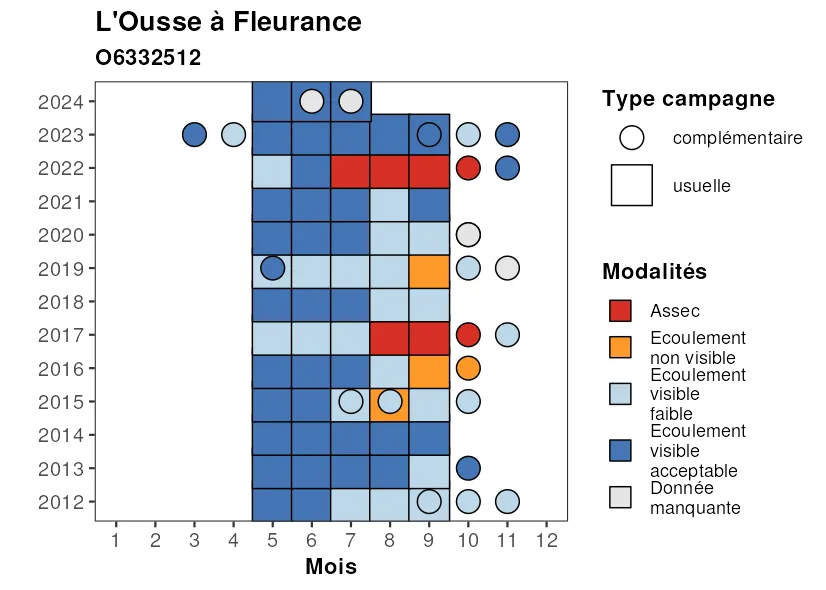 L'Ousse à Fleurance
O6332512
2024
2023
2022
2021
2020
2019
2018
2017
2016
2015
2014
2013
2012
1 2 3 4 5 6 7 8 9 10 11 12
Mois
Type campagne
complémentaire
usuelle
Modalités
Assec
Ecoulement
non visible
Ecoulement
visible
faible
Ecoulement
visible
acceptable
Donnée
manquante